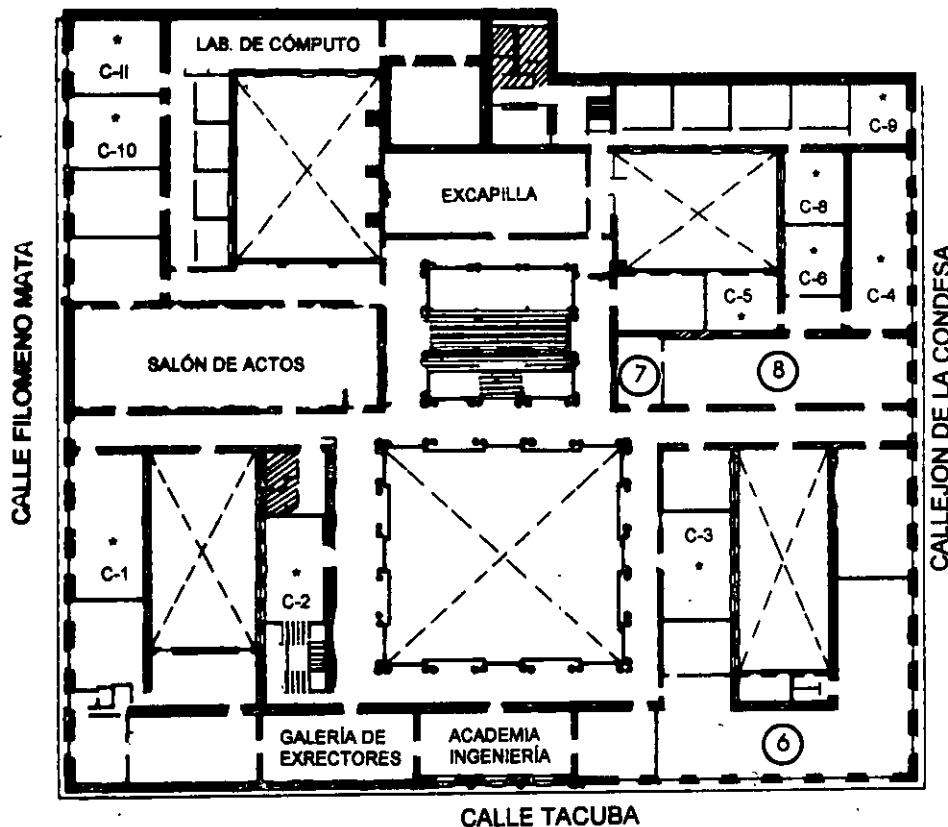 LAB. DE CÓMPUTO
*
C-II
*
C-10
*
C-9
EXCAPILLA
*
C-8
*
C-6
*
C-4
C-5
*
SALÓN DE ACTOS
7
8
CALLE FILOMENO MATA
CALLEJON DE LA CONDESA
*
C-1
*
C-2
C-3
*
GALERÍA DE
EXRECTORES
ACADEMIA
INGENIERÍA
6
CALLE TACUBA